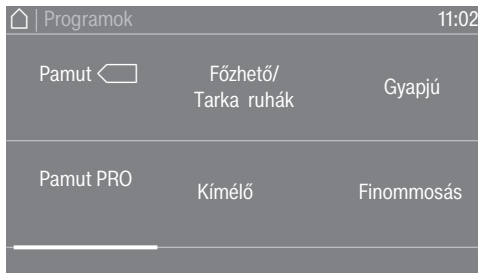 Programok 11:02
Pamut Főzhető/ Gyapjú
Tarka ruhák
Pamut PRO Kímélő Finommosás